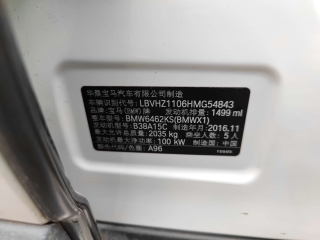 华晨宝马汽车有限公司制造
车辆识别代号: LBVHZ1106HMG54843
品牌: 宝马(BMW)牌 发动机排量: 1499 ml
整车型号: BMW6462KS(BMWX1)
发动机型号: B38A15C 制造年月: 2016.11
最大允许总质量: 2035 kg 乘坐人数: 5 人
发动机最大净功率: 100 kW 制造国: 中国
车身颜色代码: A96